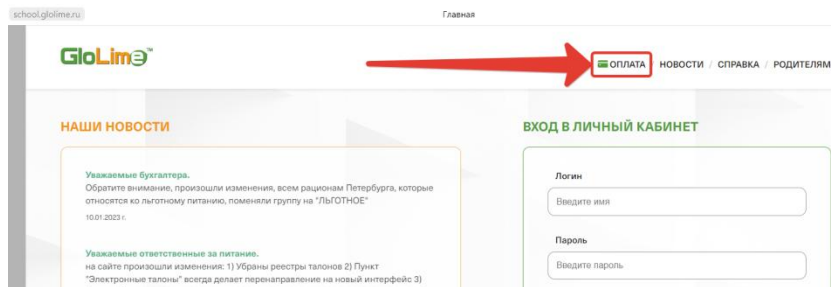 school.glolime.ru
Главная
GloLime™
ОПЛАТА / НОВОСТИ / СПРАВКА / РОДИТЕЛЯМ
НАШИ НОВОСТИ
Уважаемые бухгалтера.
Обратите внимание, произошли изменения, всем рационам Петербурга, которые
относятся ко льготному питанию, поменяли группу на "ЛЬГОТНОЕ"
10.01.2023 г.
Уважаемые ответственные за питание.
на сайте произошли изменения: 1) Убраны реестры талонов 2) Пункт
"Электронные талоны" всегда делает перенаправление на новый интерфейс 3)
ВХОД В ЛИЧНЫЙ КАБИНЕТ
Логин
Введите имя
Пароль
Введите пароль